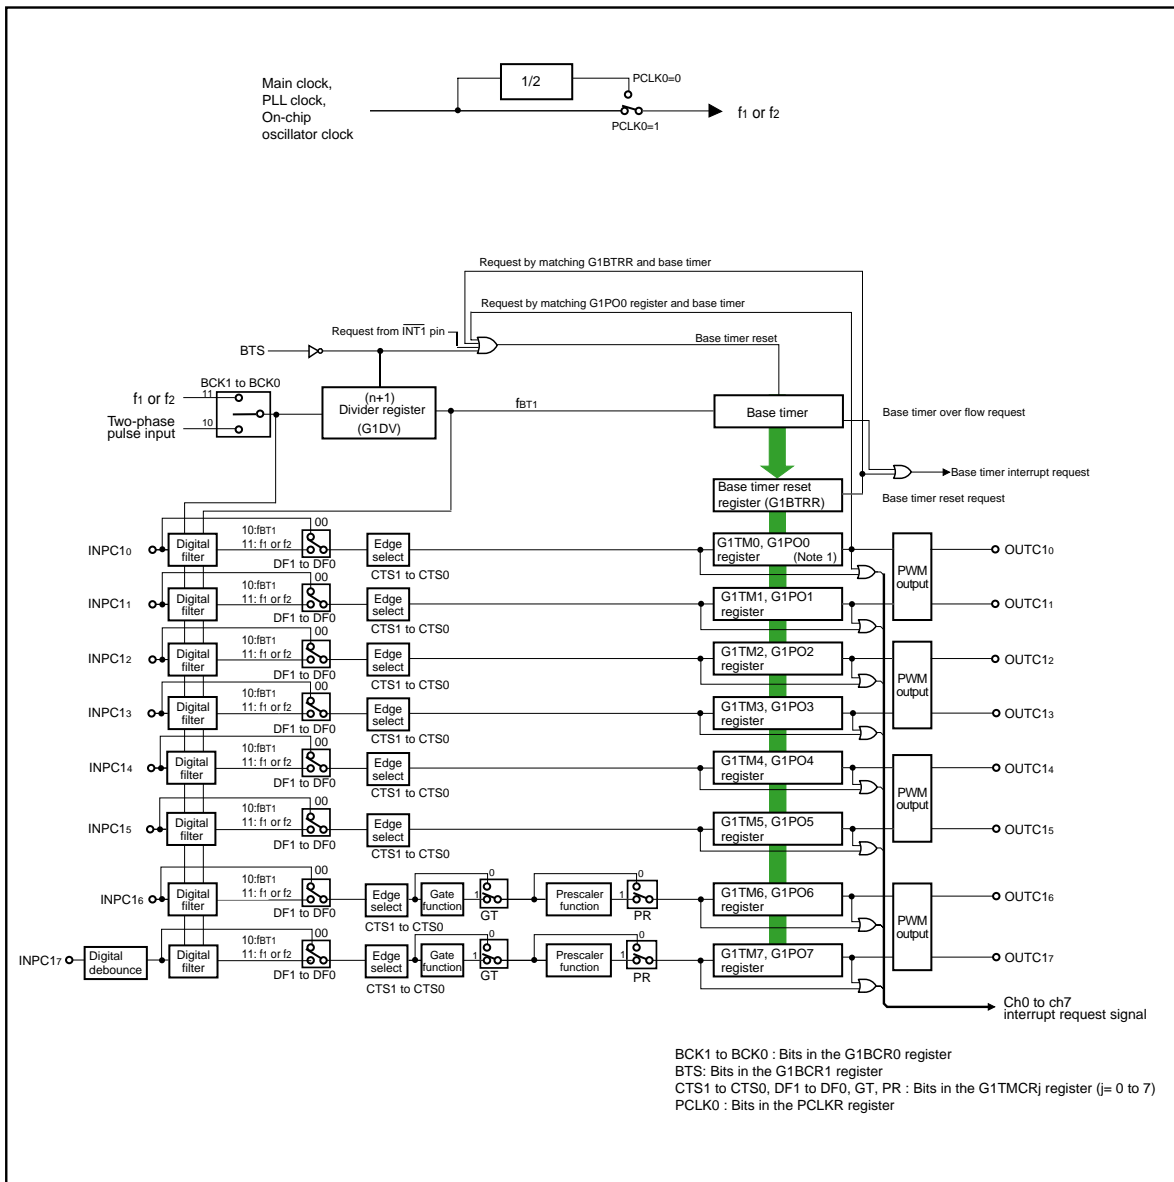 Main clock,
PLL clock,
On-chip
oscillator clock
1/2
PCLK0=0
PCLK0=1
f1 or f2
Request by matching G1BTRR and base timer
Request by matching G1PO0 register and base timer
Request from INT1 pin
BTS
Base timer reset
BCK1 to BCK0
f1 or f2
11
Two-phase
pulse input
10
(n+1)
Divider register
(G1DV)
fBT1
Base timer
Base timer over flow request
Base timer interrupt request
Base timer reset
register (G1BTRR)
Base timer reset request
INPC10
Digital
filter
10:fBT1
11: f1 or f2
00
DF1 to DF0
Edge
select
CTS1 to CTS0
G1TM0, G1PO0
register
(Note 1)
PWM
output
OUTC10
INPC11
Digital
filter
10:fBT1
11: f1 or f2
00
DF1 to DF0
Edge
select
CTS1 to CTS0
G1TM1, G1PO1
register
OUTC11
INPC12
Digital
filter
10:fBT1
11: f1 or f2
00
DF1 to DF0
Edge
select
CTS1 to CTS0
G1TM2, G1PO2
register
PWM
output
OUTC12
INPC13
Digital
filter
10:fBT1
11: f1 or f2
00
DF1 to DF0
Edge
select
CTS1 to CTS0
G1TM3, G1PO3
register
OUTC13
INPC14
Digital
filter
10:fBT1
11: f1 or f2
00
DF1 to DF0
Edge
select
CTS1 to CTS0
G1TM4, G1PO4
register
PWM
output
OUTC14
INPC15
Digital
filter
10:fBT1
11: f1 or f2
00
DF1 to DF0
Edge
select
CTS1 to CTS0
G1TM5, G1PO5
register
OUTC15
INPC16
Digital
filter
10:fBT1
11: f1 or f2
00
DF1 to DF0
Edge
select
CTS1 to CTS0
Gate
function
0
1
GT
Prescaler
function
0
1
PR
G1TM6, G1PO6
register
PWM
output
OUTC16
INPC17
Digital
debounce
Digital
filter
10:fBT1
11: f1 or f2
00
DF1 to DF0
Edge
select
CTS1 to CTS0
Gate
function
0
1
GT
Prescaler
function
0
1
PR
G1TM7, G1PO7
register
OUTC17
Ch0 to ch7
interrupt request signal
BCK1 to BCK0 : Bits in the G1BCR0 register
BTS: Bits in the G1BCR1 register
CTS1 to CTS0, DF1 to DF0, GT, PR : Bits in the G1TMCRj register (j= 0 to 7)
PCLK0 : Bits in the PCLKR register